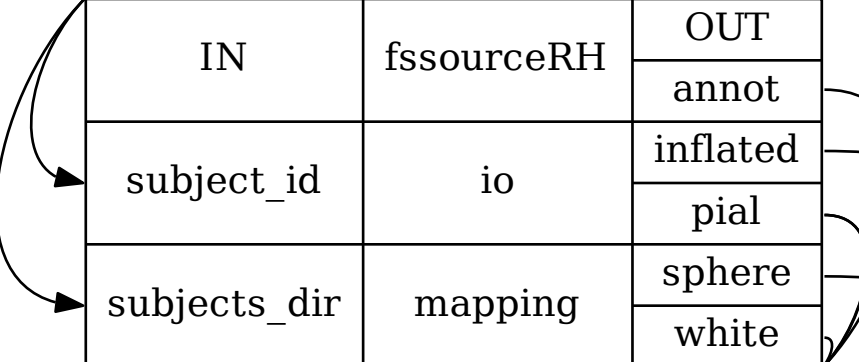 IN
fssourceRH
OUT
annot
subject_id
io
inflated
pial
subjects_dir
mapping
sphere
white